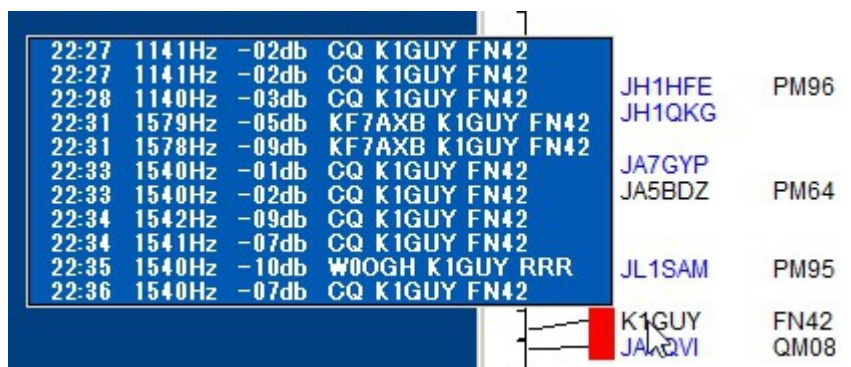 22:27 1141Hz -02db CQ K1GUY FN42
22:27 1141Hz -02db CQ K1GUY FN42
22:28 1140Hz -03db CQ K1GUY FN42
22:31 1579Hz -05db KF7AXB K1GUY FN42
22:31 1578Hz -09db KF7AXB K1GUY FN42
22:33 1540Hz -01db CQ K1GUY FN42
22:33 1540Hz -02db CQ K1GUY FN42
22:34 1542Hz -09db CQ K1GUY FN42
22:34 1541Hz -07db CQ K1GUY FN42
22:35 1540Hz -10db W0OGH K1GUY RRR
22:36 1540Hz -07db CQ K1GUY FN42
JH1HFE PM96
JH1QKG
JA7GYP
JA5BDZ PM64
JL1SAM PM95
K1GUY FN42
QM08